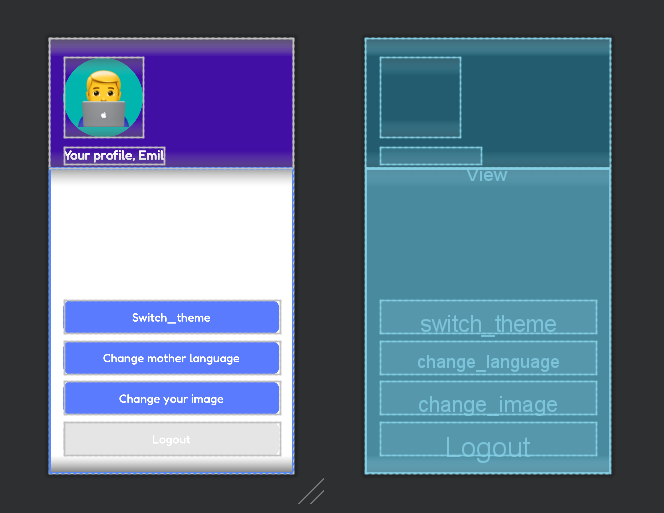 Your profile, Emil
Switch_theme
Change mother language
Change your image
Logout
View
switch_theme
change_language
change_image
Logout